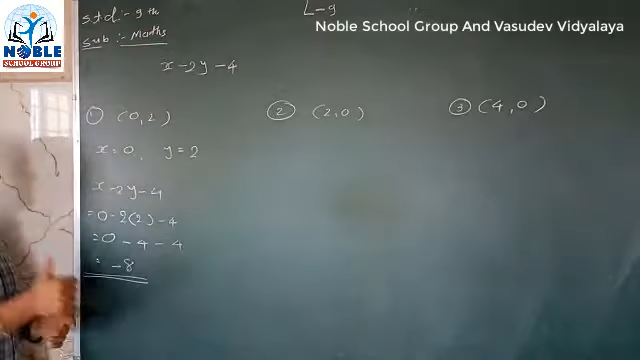 NOBLE
SCHOOL GROUP
Noble School Group And Vasudev Vidyalaya
std :- 9th
L-9
Sub :- Maths
x - 2y - 4
① (0,2)
x = 0, y = 2
x - 2y - 4
= 0 - 2(2) - 4
= 0 - 4 - 4
= -8
② (2,0)
③ (4,0)